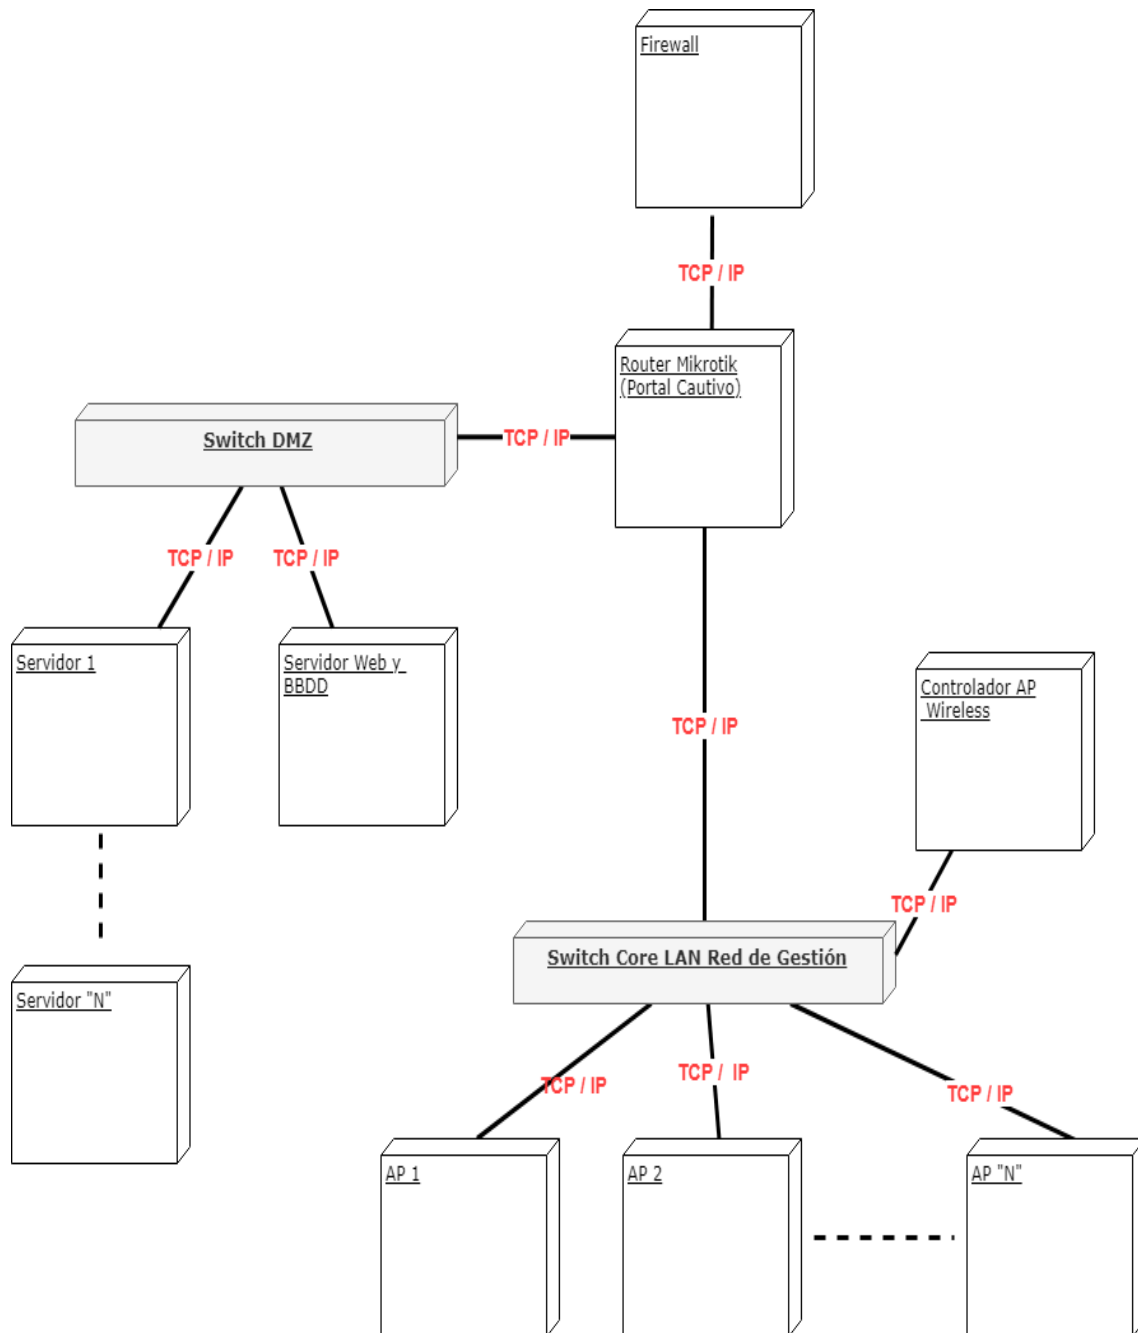 Firewall
TCP / IP
Router Mikrotik
(Portal Cautivo)
Switch DMZ
TCP / IP
TCP / IP
TCP / IP
Servidor 1
Servidor Web y
BBDD
Controlador AP
Wireless
TCP / IP
TCP / IP
Switch Core LAN Red de Gestión
Servidor "N"
TCP / IP
TCP / IP
TCP / IP
AP 1
AP 2
AP "N"